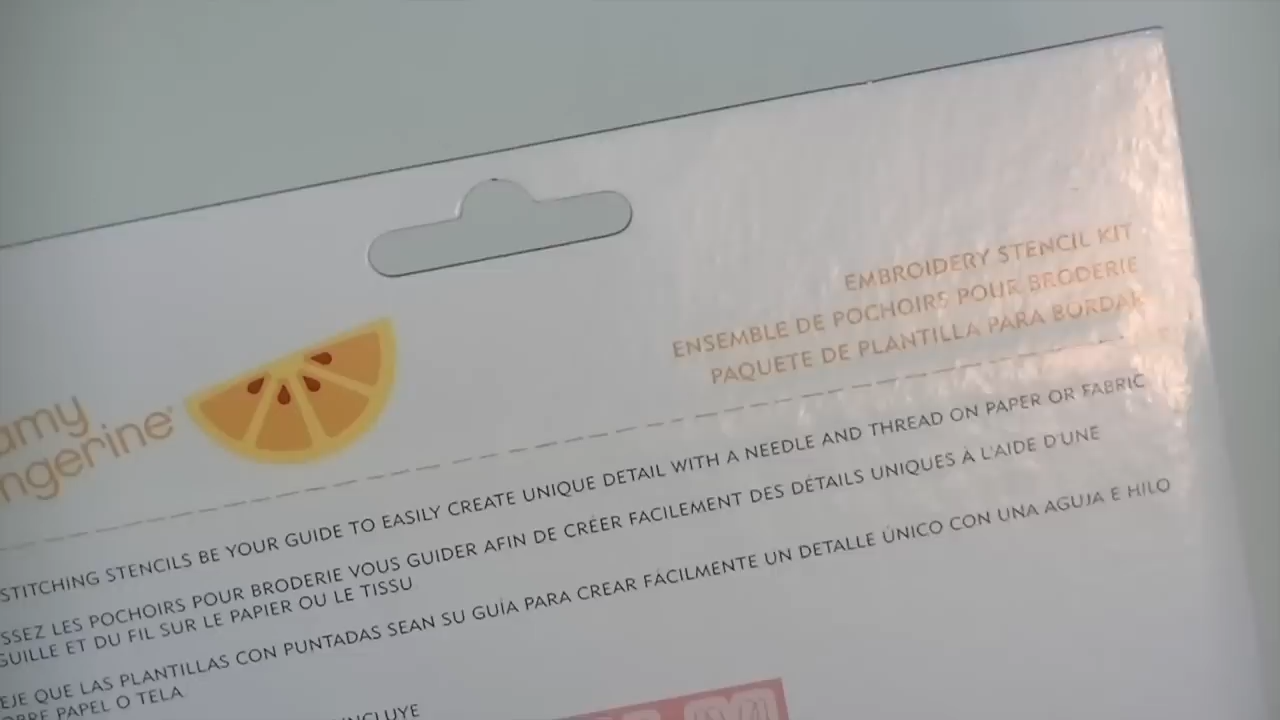 EMBROIDERY STENCIL KIT
ENSEMBLE DE POCHOIRS POUR BRODERIE
PAQUETE DE PLANTILLA PARA BORDAR
amy
ngerine®
STITCHING STENCILS BE YOUR GUIDE TO EASILY CREATE UNIQUE DETAIL WITH A NEEDLE AND THREAD ON PAPER OR FABRIC
SSEZ LES POCHOIRS POUR BRODERIE VOUS GUIDER AFIN DE CRÉER FACILEMENT DES DÉTAILS UNIQUES À L'AIDE D'UNE
GUILLE ET DU FIL SUR LE PAPIER OU LE TISSU
EJE QUE LAS PLANTILLAS CON PUNTADAS SEAN SU GUÍA PARA CREAR FÁCILMENTE UN DETALLE ÚNICO CON UNA AGUJA E HILO
OBRE PAPEL O TELA
INCLUYE